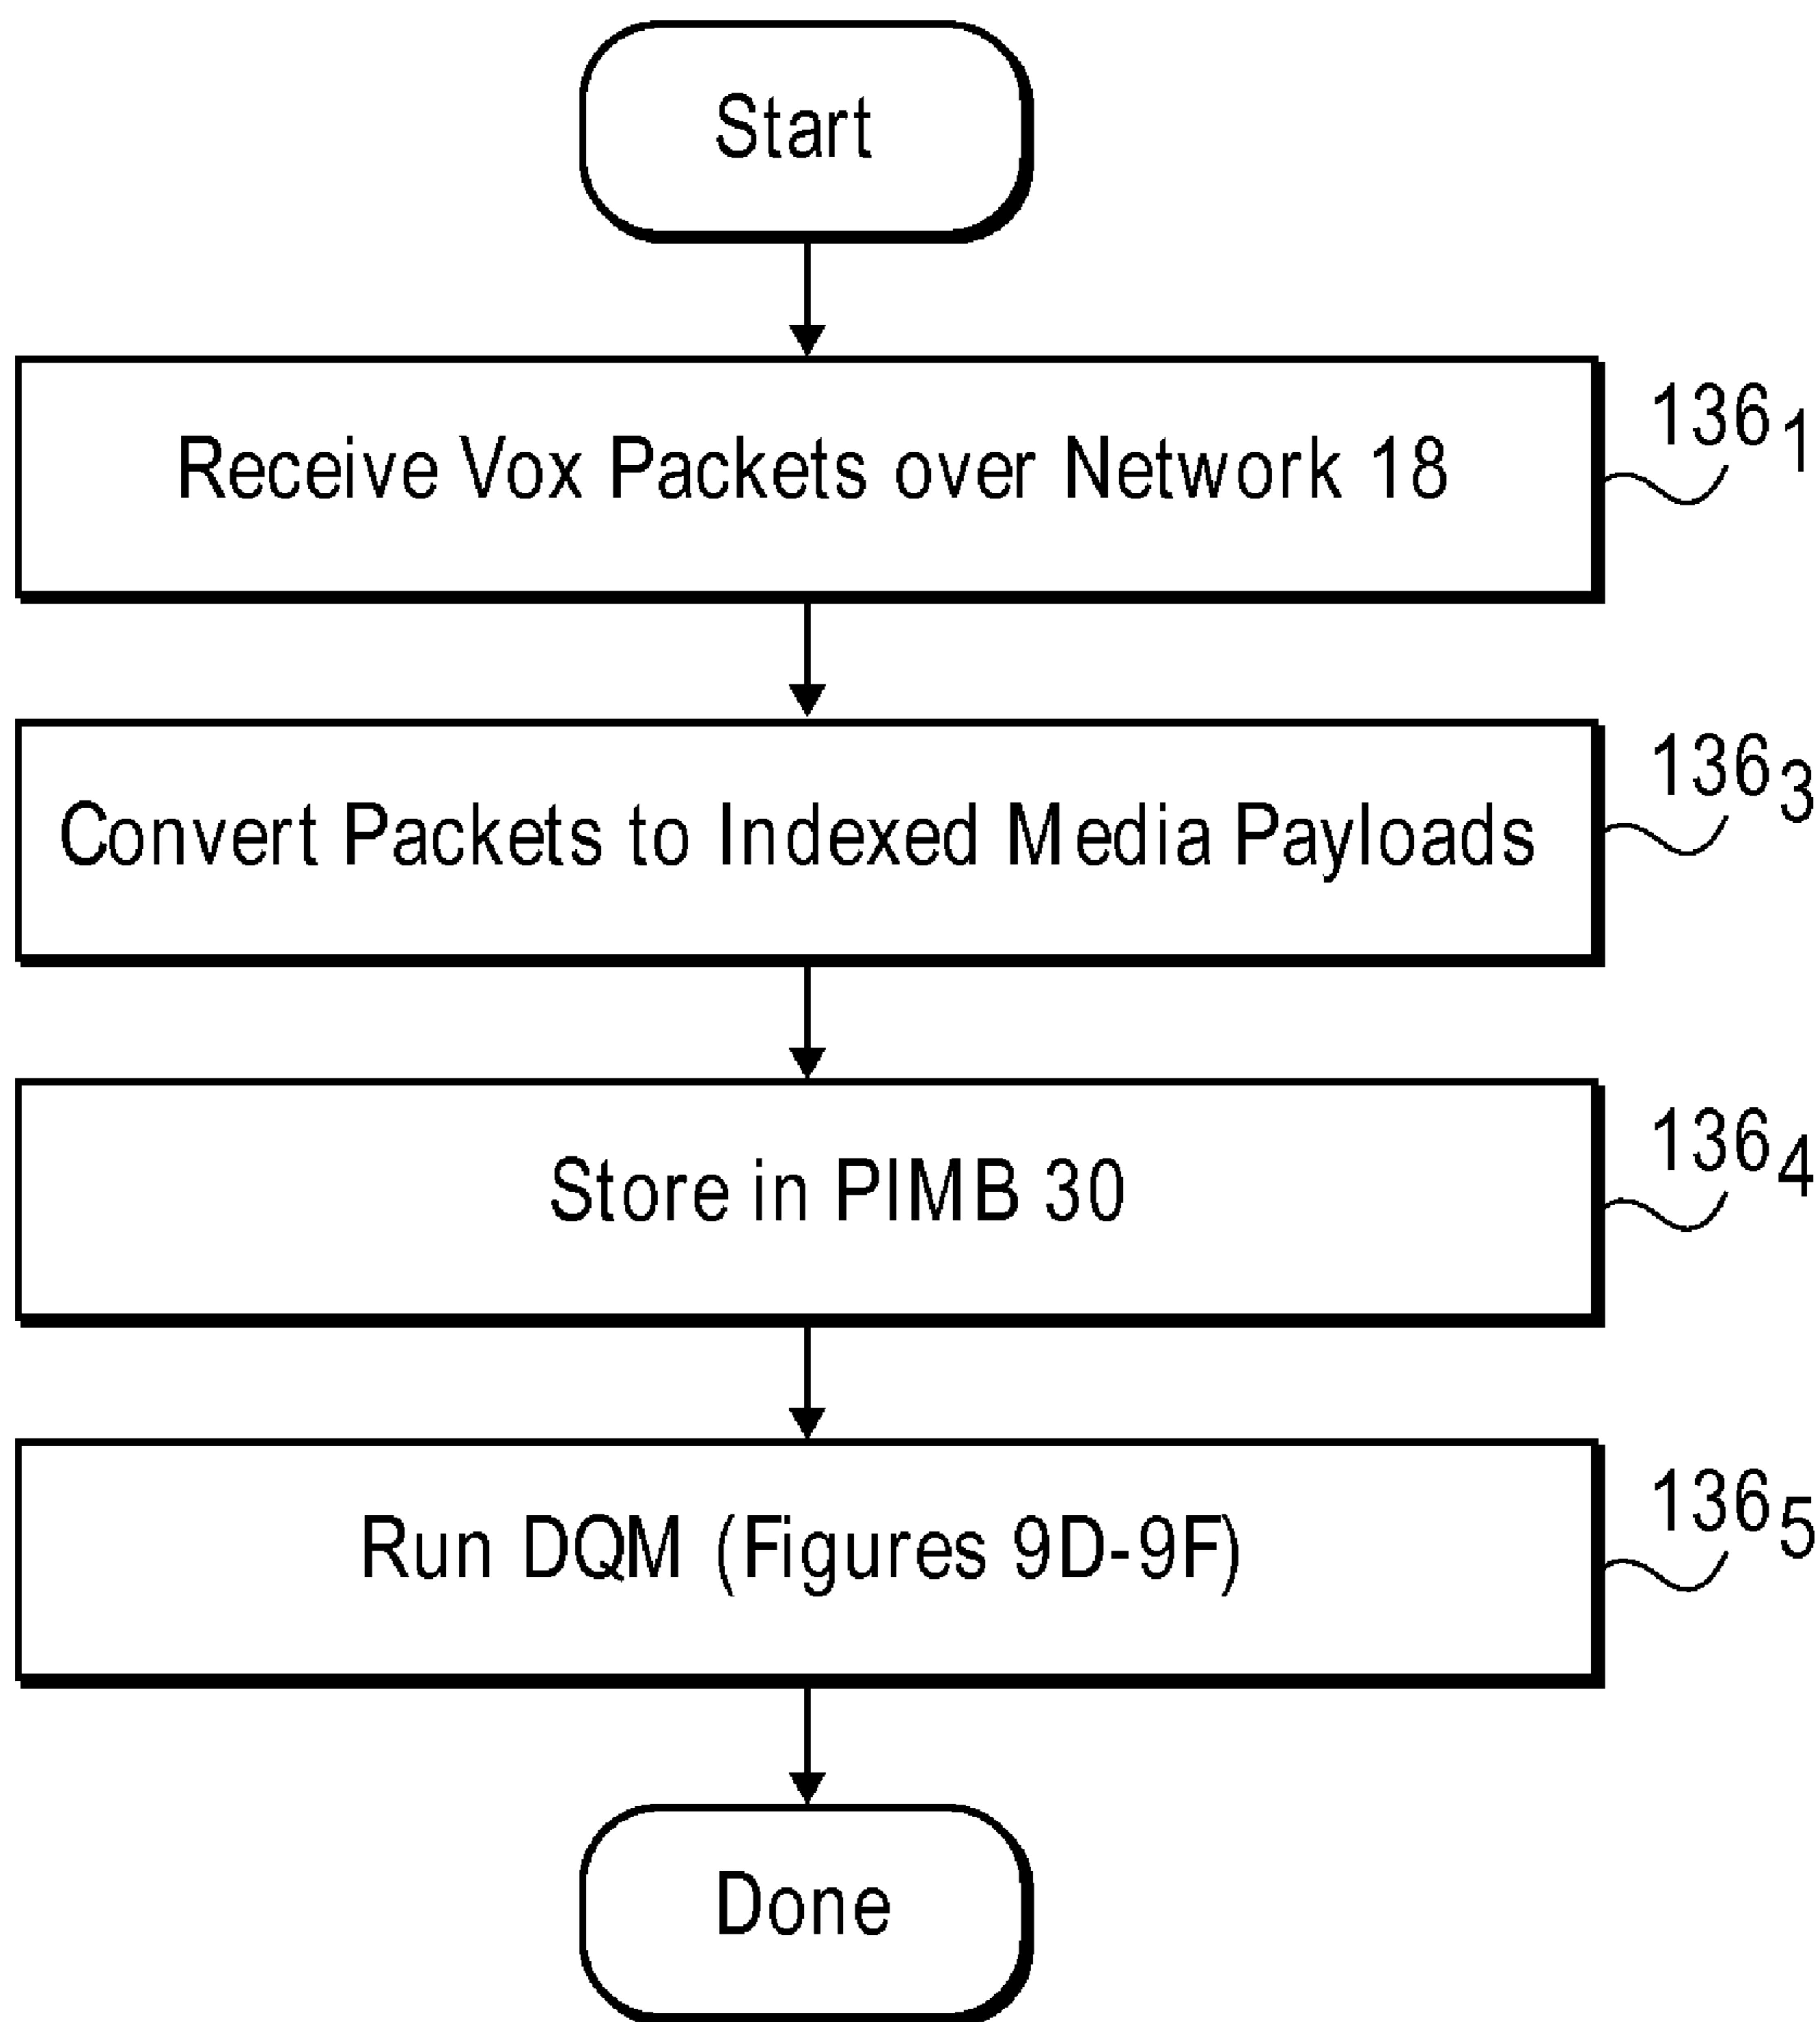 Start
Receive Vox Packets over Network 18
136₁
Convert Packets to Indexed Media Payloads
136₃
Store in PIMB 30
136₄
Run DQM (Figures 9D-9F)
136₅
Done